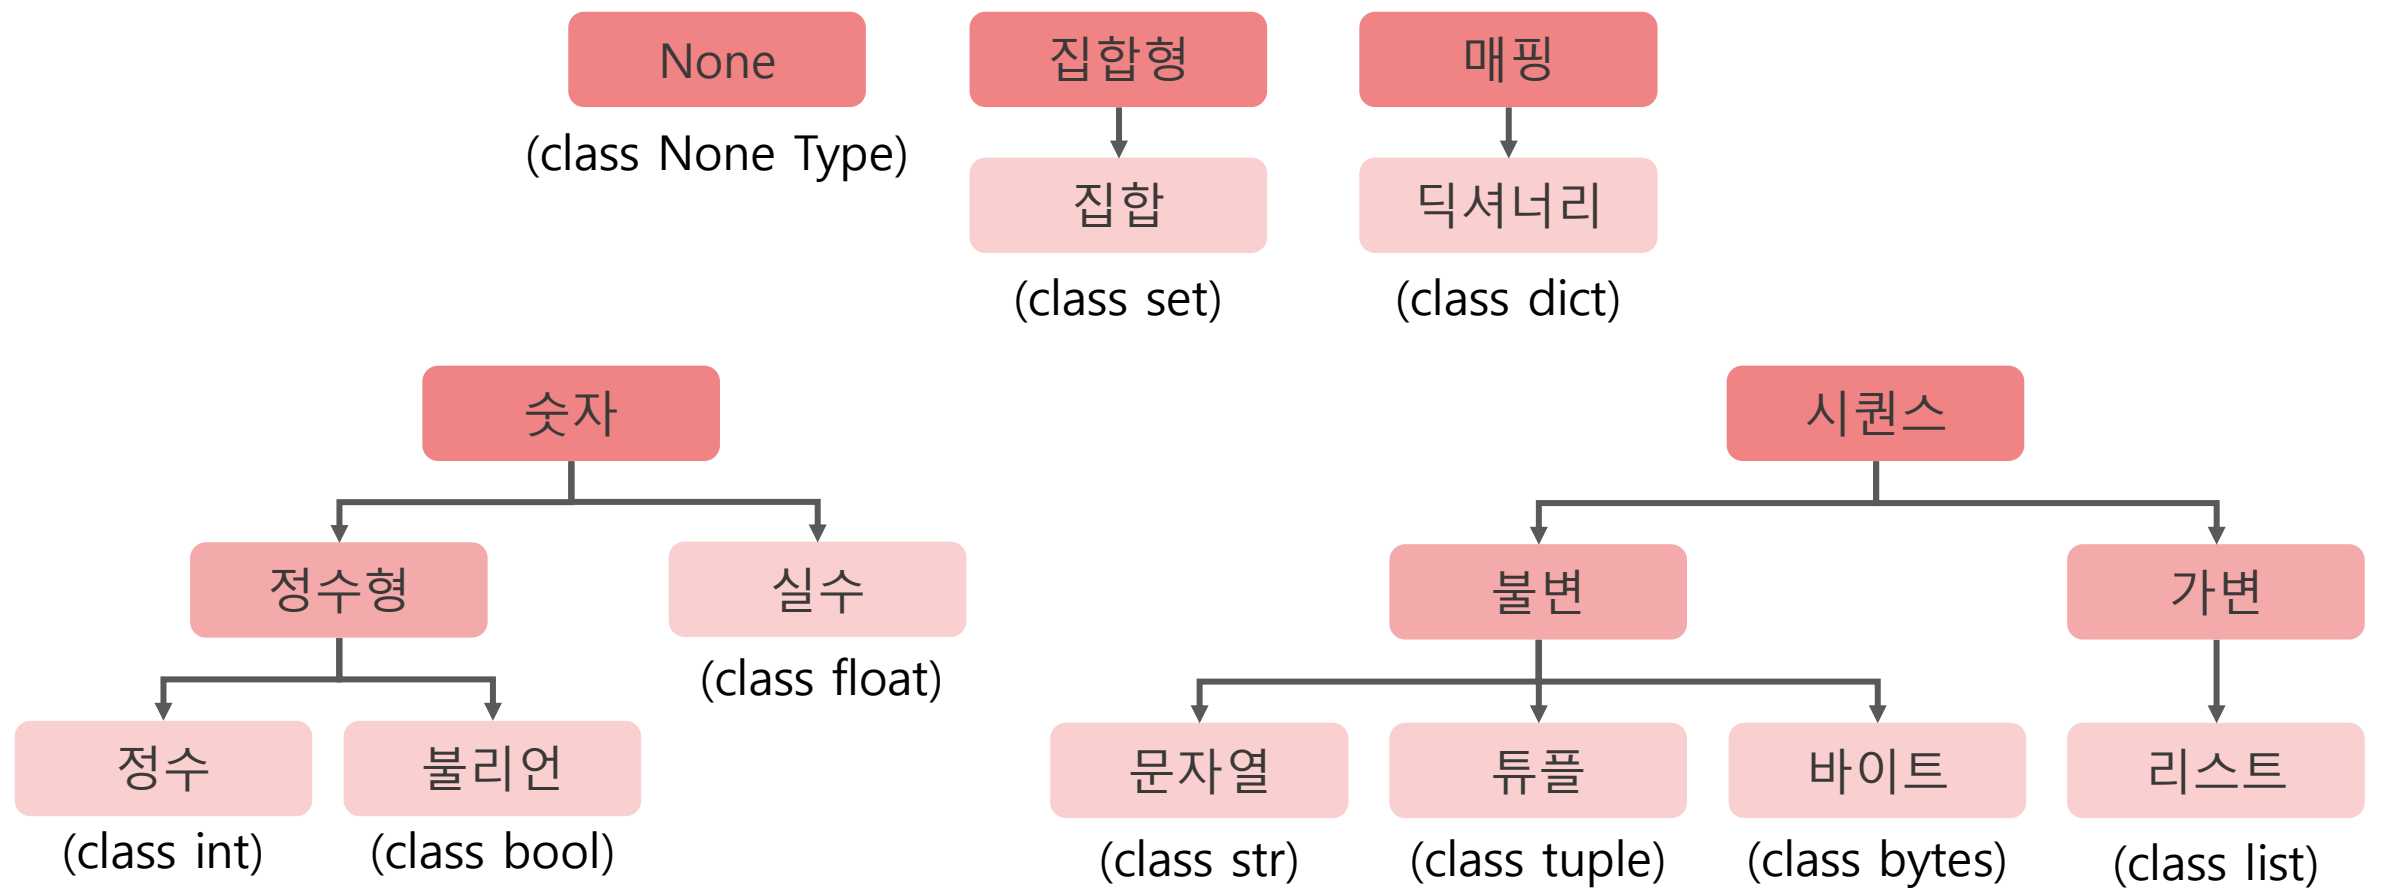 None
집합형
매핑
(class None Type)
집합
딕셔너리
(class set)
(class dict)
숫자
시퀀스
정수형
실수
불변
가변
(class float)
정수
불리언
문자열
튜플
바이트
리스트
(class int)
(class bool)
(class str)
(class tuple)
(class bytes)
(class list)